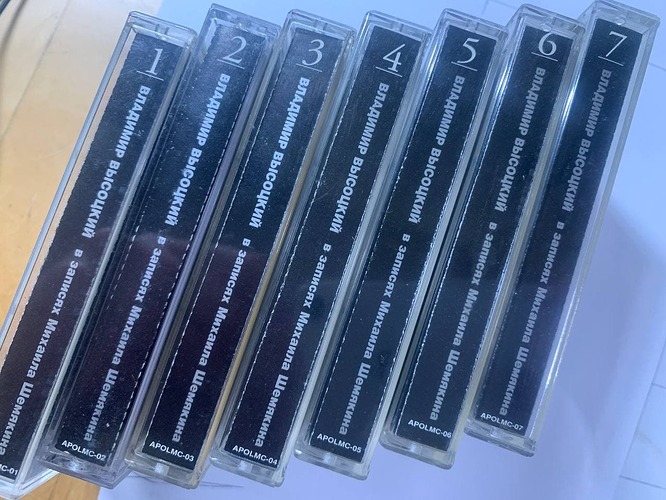 1 ВЛАДИМИР ВЫСОЦКИЙ в записях Михаила Шемякина
2 ВЛАДИМИР ВЫСОЦКИЙ в записях Михаила Шемякина APOLMC-02
3 ВЛАДИМИР ВЫСОЦКИЙ в записях Михаила Шемякина APOLMC-03
4 ВЛАДИМИР ВЫСОЦКИЙ в записях Михаила Шемякина APOLMC-04
5 ВЛАДИМИР ВЫСОЦКИЙ в записях Михаила Шемякина APOLMC-05
6 ВЛАДИМИР ВЫСОЦКИЙ в записях Михаила Шемякина APOLMC-06
7 ВЛАДИМИР ВЫСОЦКИЙ в записях Михаила Шемякина APOLMC-07